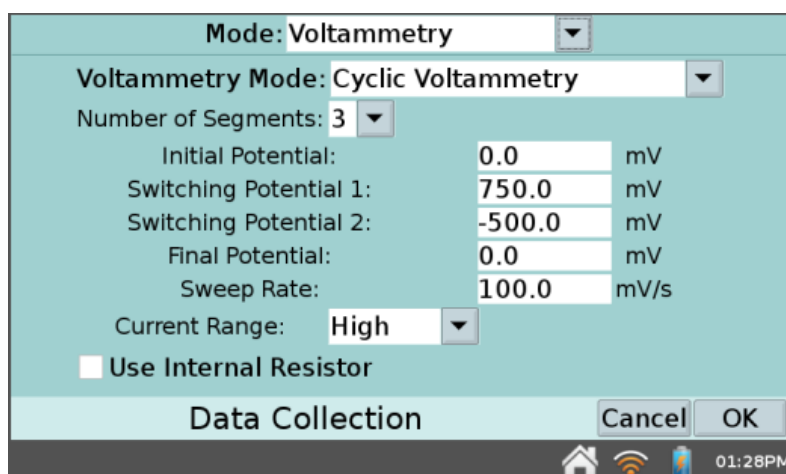 Mode: Voltammetry
Voltammetry Mode: Cyclic Voltammetry
Number of Segments: 3
Initial Potential: 0.0 mV
Switching Potential 1: 750.0 mV
Switching Potential 2: -500.0 mV
Final Potential: 0.0 mV
Sweep Rate: 100.0 mV/s
Current Range: High
Use Internal Resistor
Data Collection Cancel OK
01:28PM